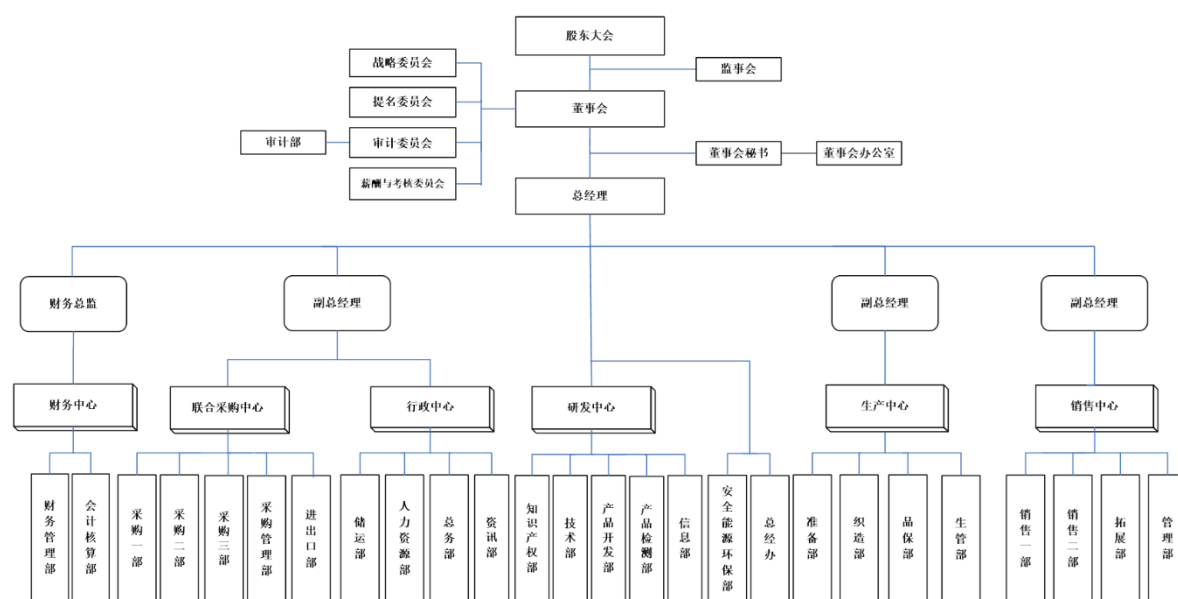 股东大会
战略委员会
监事会
提名委员会
董事会
审计部
审计委员会
董事会秘书
董事会办公室
薪酬与考核委员会
总经理
财务总监
副总经理
副总经理
副总经理
财务中心
联合采购中心
行政中心
研发中心
生产中心
销售中心
财务管理部
会计核算部
采购一部
采购二部
采购三部
采购管理部
进出口部
储运部
人力资源部
总务部
资讯部
知识产权部
技术部
产品开发部
产品检测部
信息部
安全能源环保部
总经办
准备部
织造部
品保部
生管部
销售一部
销售二部
拓展部
管理部